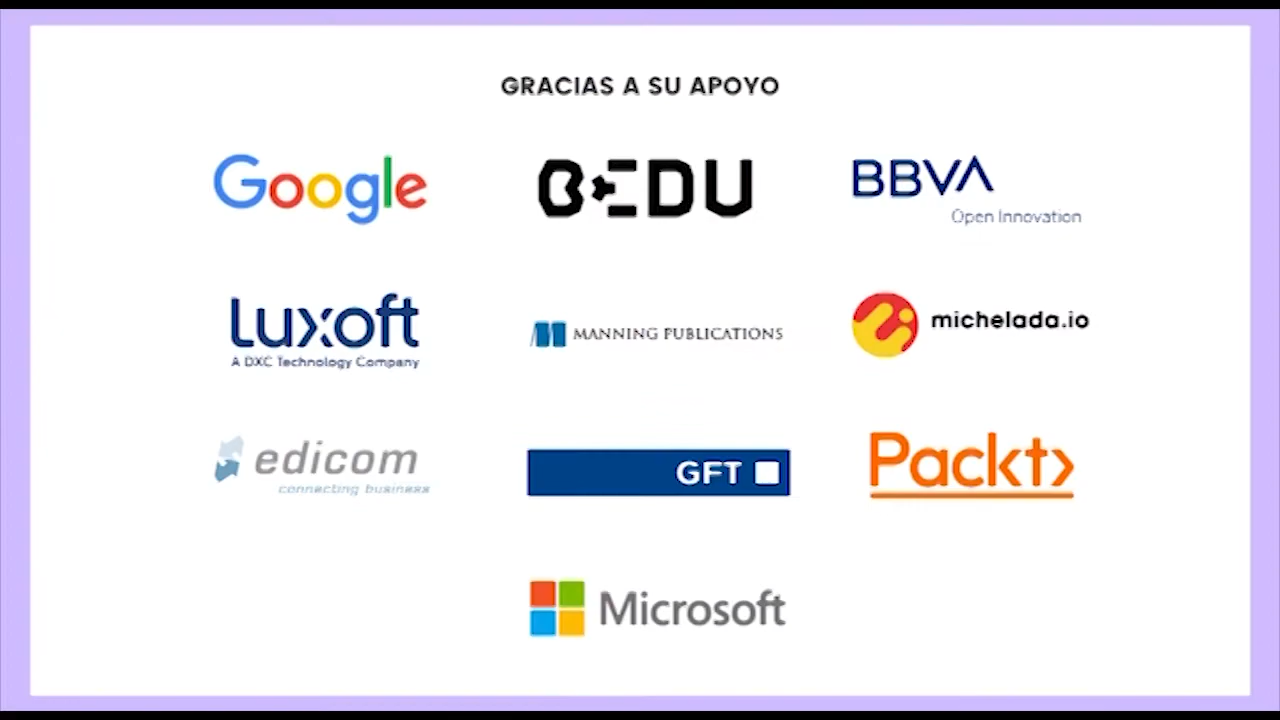 GRACIAS A SU APOYO
Google
BEDU
BBVA
Open Innovation
Luxoft
A DXC Technology Company
MANNING PUBLICATIONS
michelada.io
edicom
connecting business
GFT
Packt
Microsoft